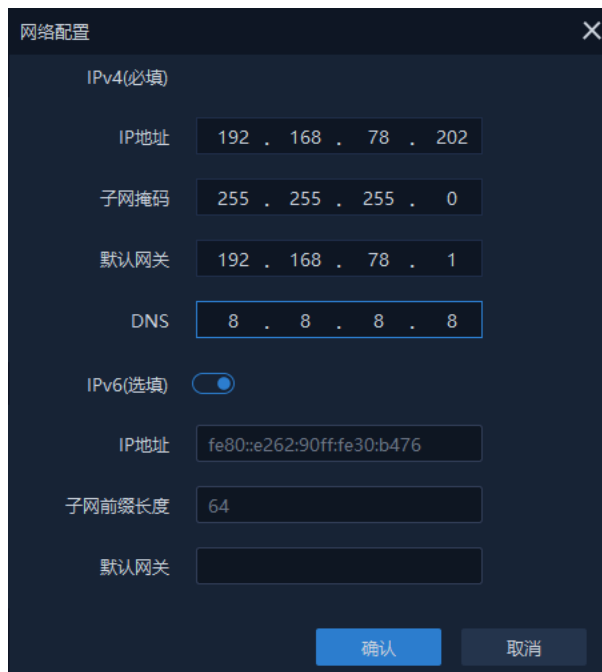 网络配置
IPv4(必填)
IP地址 192 . 168 . 78 . 202
子网掩码 255 . 255 . 255 . 0
默认网关 192 . 168 . 78 . 1
DNS 8 . 8 . 8 . 8
IPv6(选填)
IP地址 fe80::e262:90ff:fe30:b476
子网前缀长度 64
默认网关
确认 取消